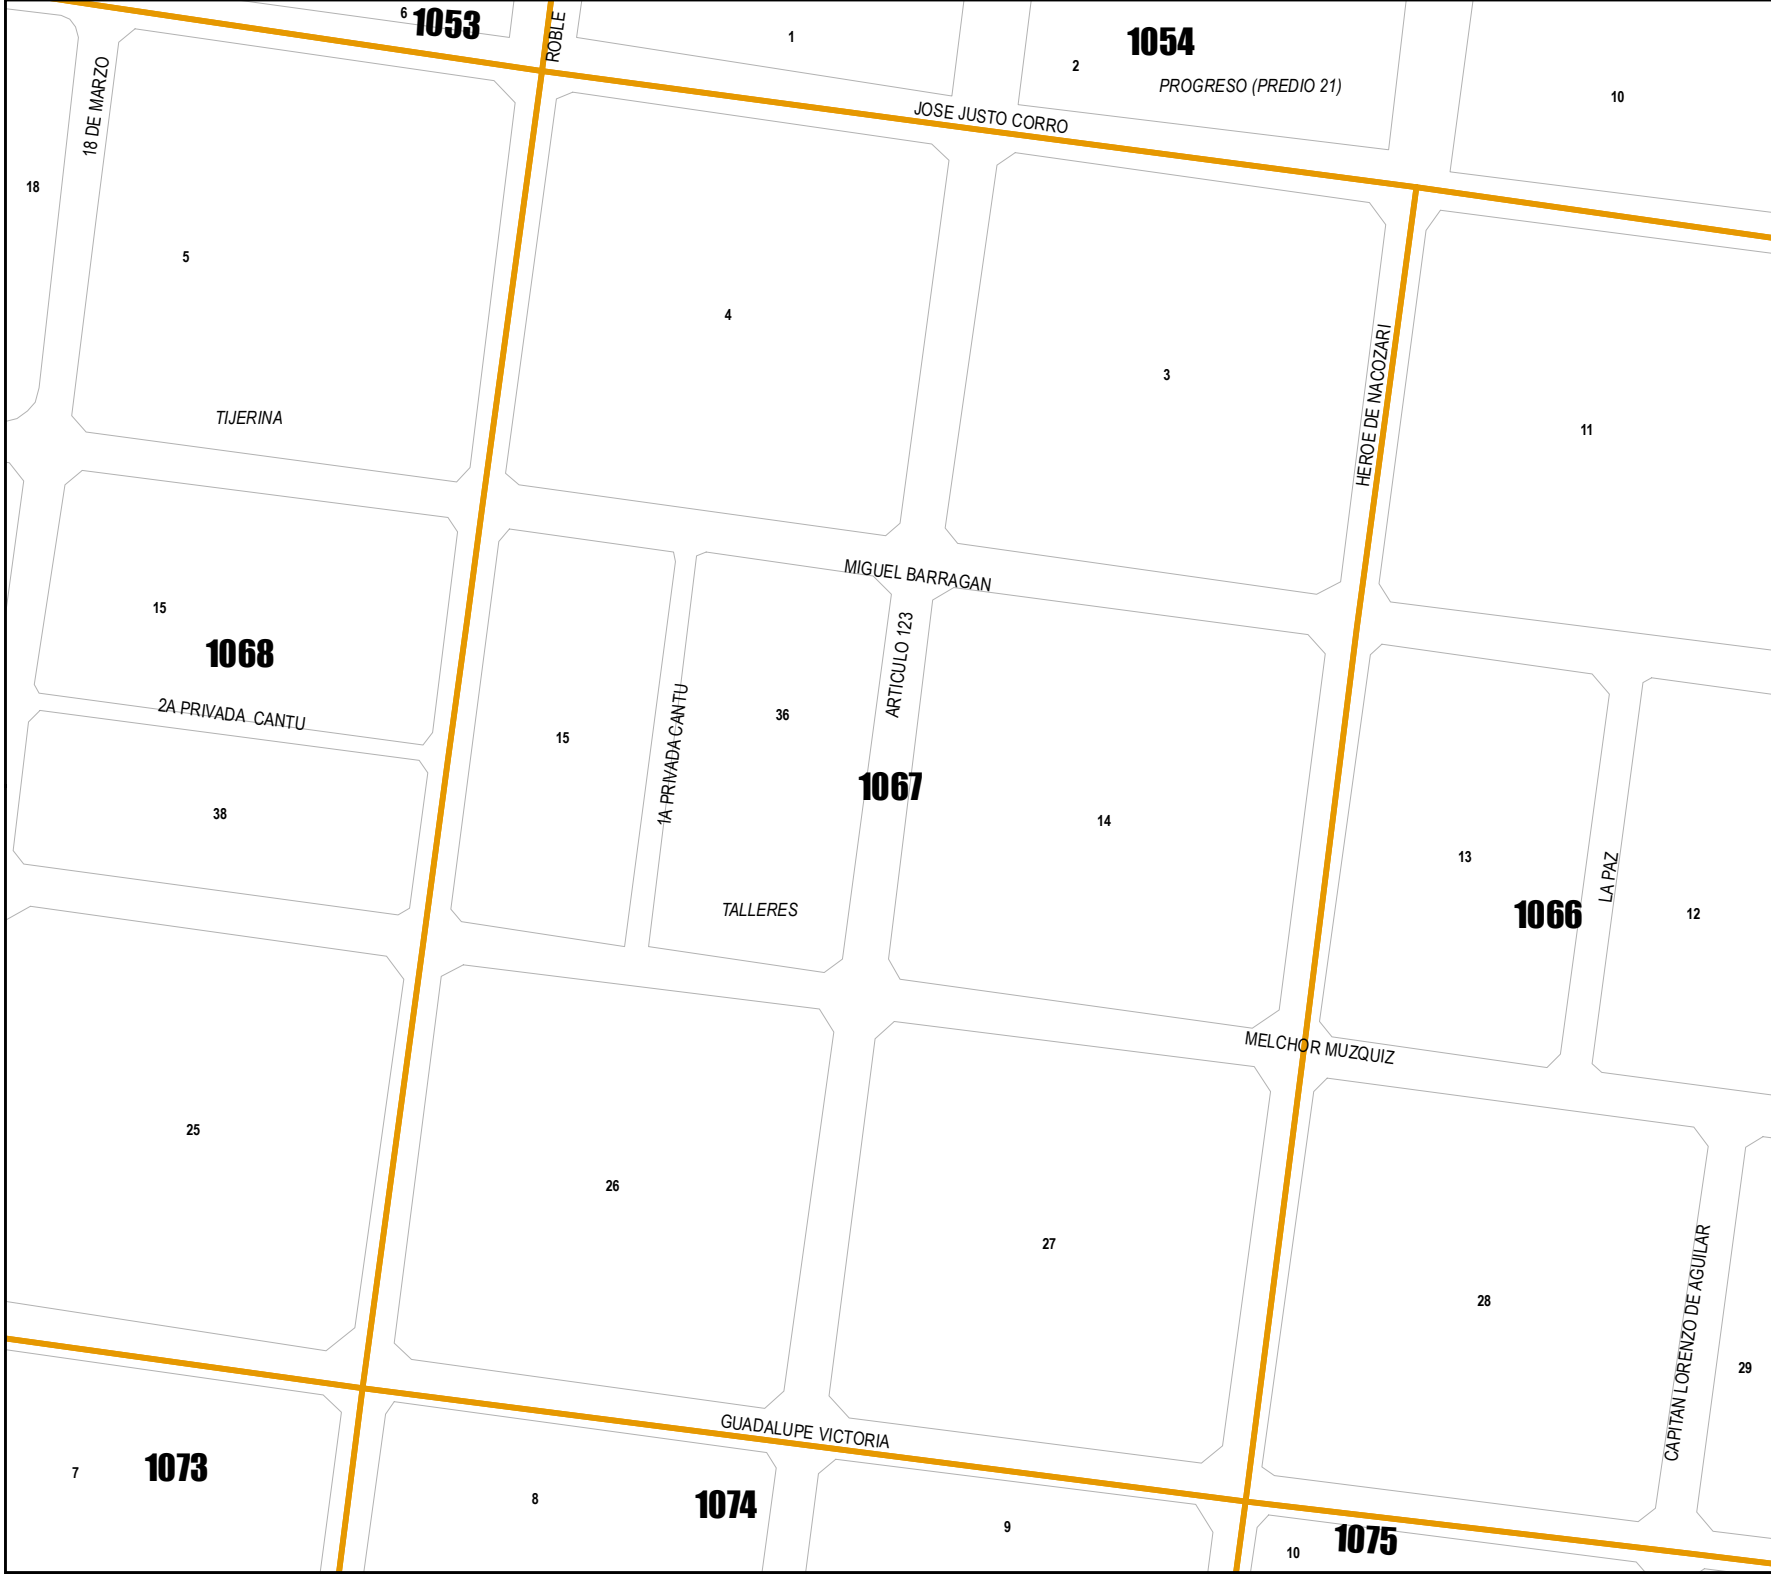 6
1053
ROBLE
1
1054
2
PROGRESO (PREDIO 21)
10
18 DE MARZO
JOSE JUSTO CORRO
18
5
4
3
HEROE DE NACOZARI
11
TIJERINA
MIGUEL BARRAGAN
15
1068
ARTICULO 123
2A PRIVADA CANTU
15
1A PRIVADA CANTU
36
1067
38
14
13
LA PAZ
1066
12
TALLERES
MELCHOR MUZQUIZ
25
26
27
28
CAPITAN LORENZO DE AGUILAR
29
GUADALUPE VICTORIA
7
1073
8
1074
9
10
1075